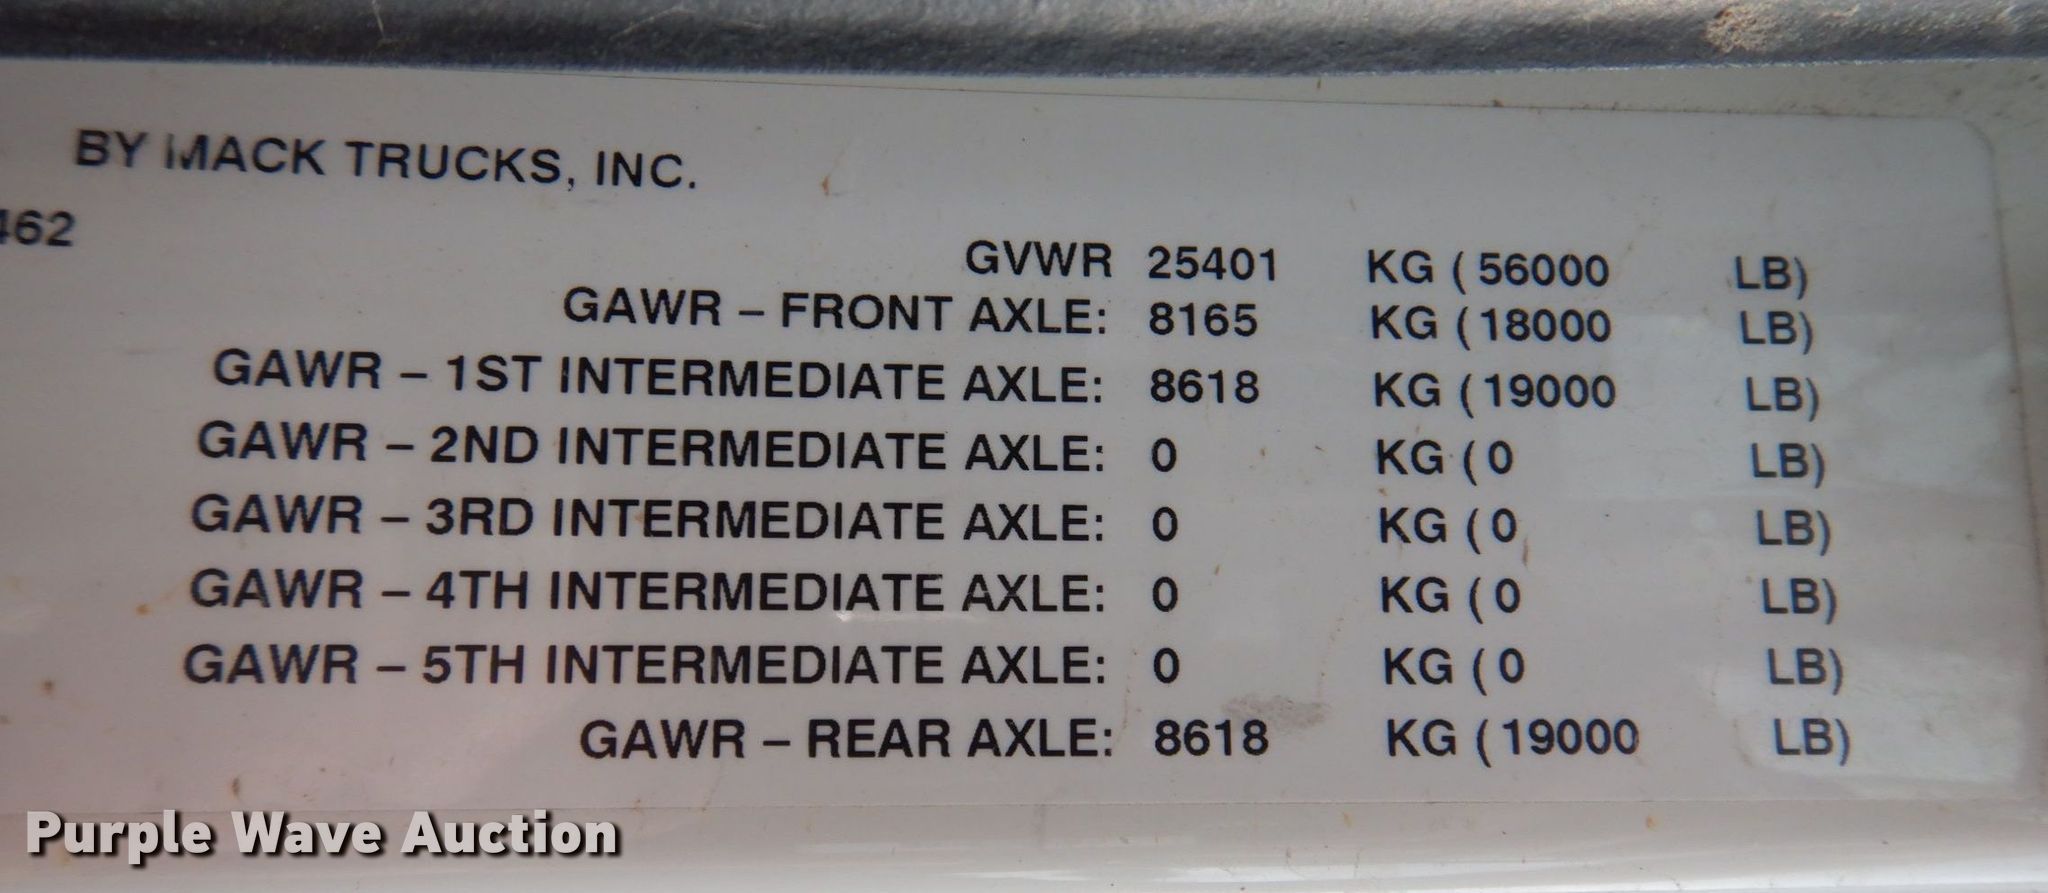 BY MACK TRUCKS, INC.
462
GVWR 25401 KG ( 56000 LB)
GAWR – FRONT AXLE: 8165 KG ( 18000 LB)
GAWR – 1ST INTERMEDIATE AXLE: 8618 KG ( 19000 LB)
GAWR – 2ND INTERMEDIATE AXLE: 0 KG ( 0 LB)
GAWR – 3RD INTERMEDIATE AXLE: 0 KG ( 0 LB)
GAWR – 4TH INTERMEDIATE AXLE: 0 KG ( 0 LB)
GAWR – 5TH INTERMEDIATE AXLE: 0 KG ( 0 LB)
GAWR – REAR AXLE: 8618 KG ( 19000 LB)
Purple Wave Auction